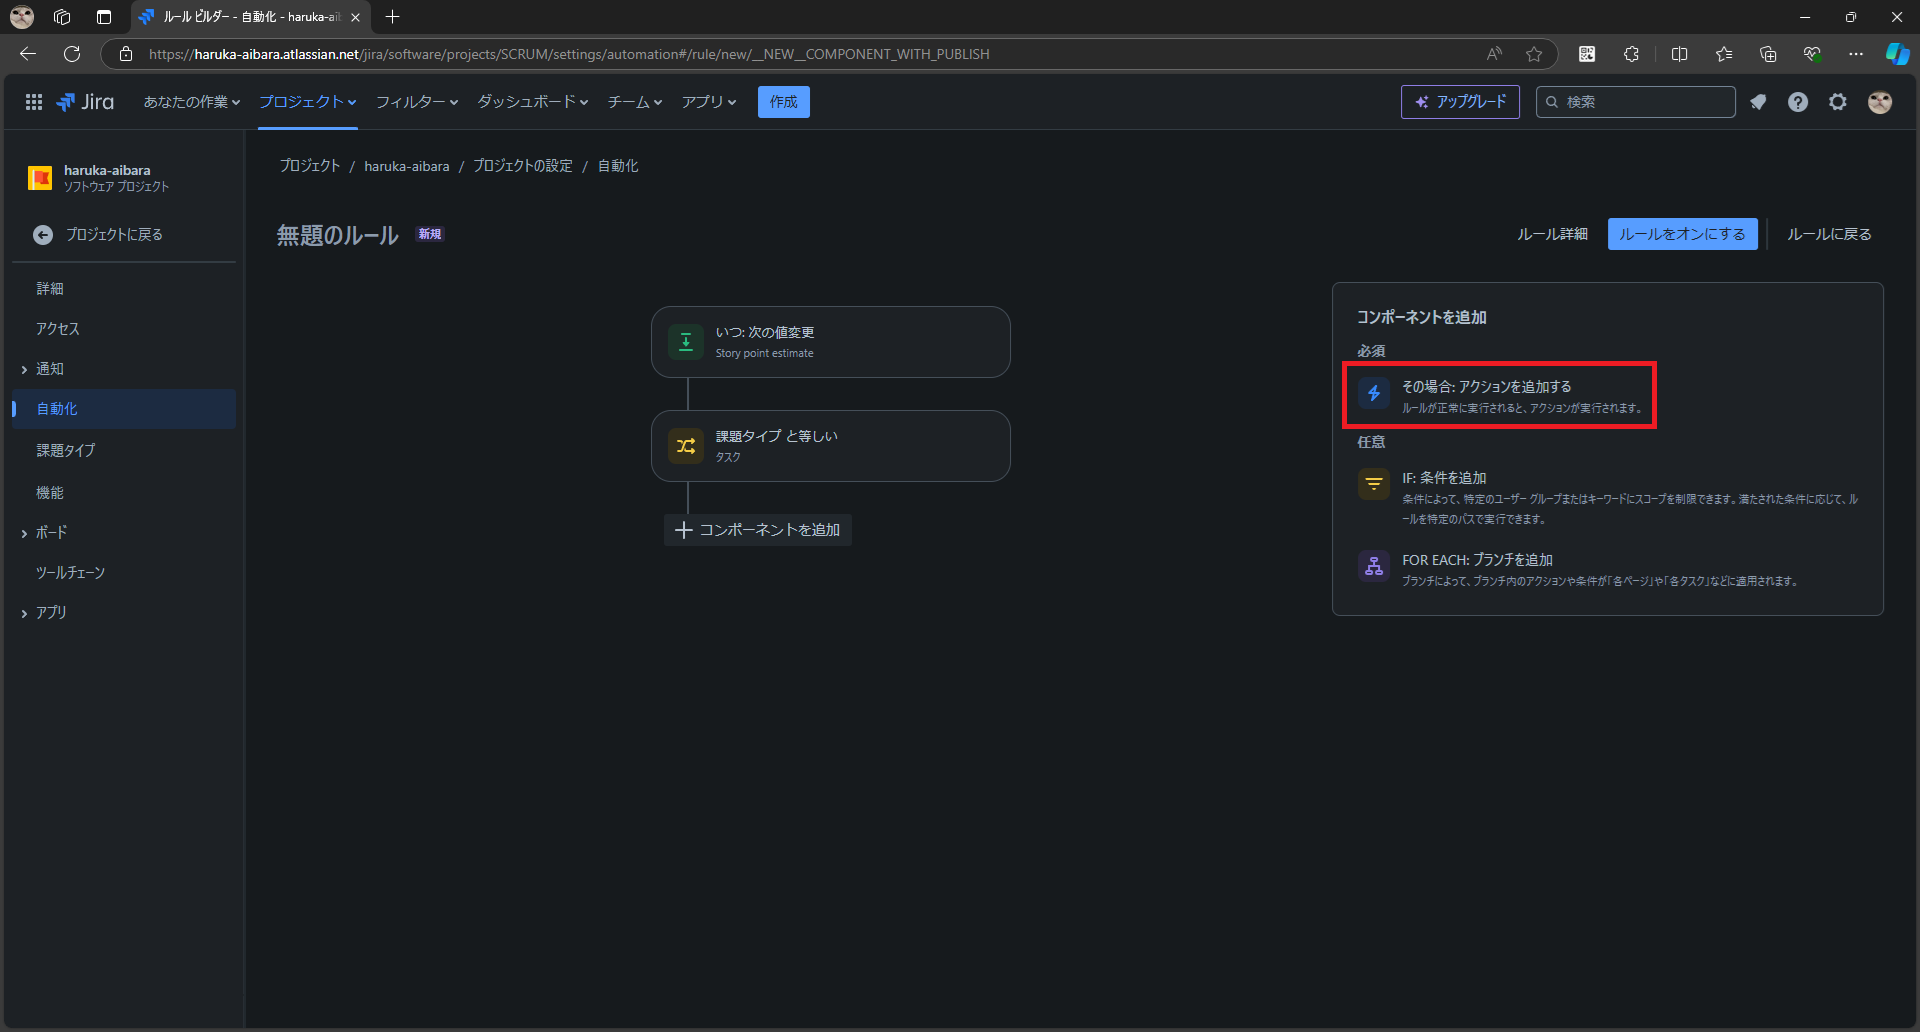 ルール ビルダー - 自動化 - haruka-aib
https://haruka-aibara.atlassian.net/jira/software/projects/SCRUM/settings/automation#/rule/new/__NEW__COMPONENT_WITH_PUBLISH
Jira
あなたの作業
プロジェクト
フィルター
ダッシュボード
チーム
アプリ
作成
アップグレード
検索
haruka-aibara
ソフトウェア プロジェクト
プロジェクトに戻る
詳細
アクセス
通知
自動化
課題タイプ
機能
ボード
ツールチェーン
アプリ
プロジェクト / haruka-aibara / プロジェクトの設定 / 自動化
無題のルール 新規
ルール詳細
ルールをオンにする
ルールに戻る
いつ: 次の値変更
Story point estimate
課題タイプ と等しい
タスク
コンポーネントを追加
コンポーネントを追加
必須
その場合: アクションを追加する
ルールが正常に実行されると、アクションが実行されます。
任意
IF: 条件を追加
条件によって、特定のユーザー グループまたはキーワードにスコープを制限できます。満たされた条件に応じて、ル
ールを特定のパスで実行できます。
FOR EACH: ブランチを追加
ブランチによって、ブランチ内のアクションや条件が「各ページ」や「各タスク」などに適用されます。